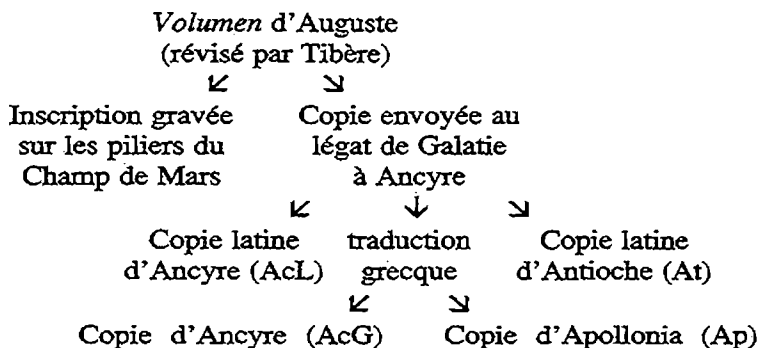 Volumen d’Auguste
(révisé par Tibère)
Inscription gravée
sur les piliers du
Champ de Mars
Copie envoyée au
légat de Galatie
à Ancyre
Copie latine
d’Ancyre (AcL)
traduction
grecque
Copie latine
d’Antioche (At)
Copie d’Ancyre (AcG)
Copie d’Apollonia (Ap)